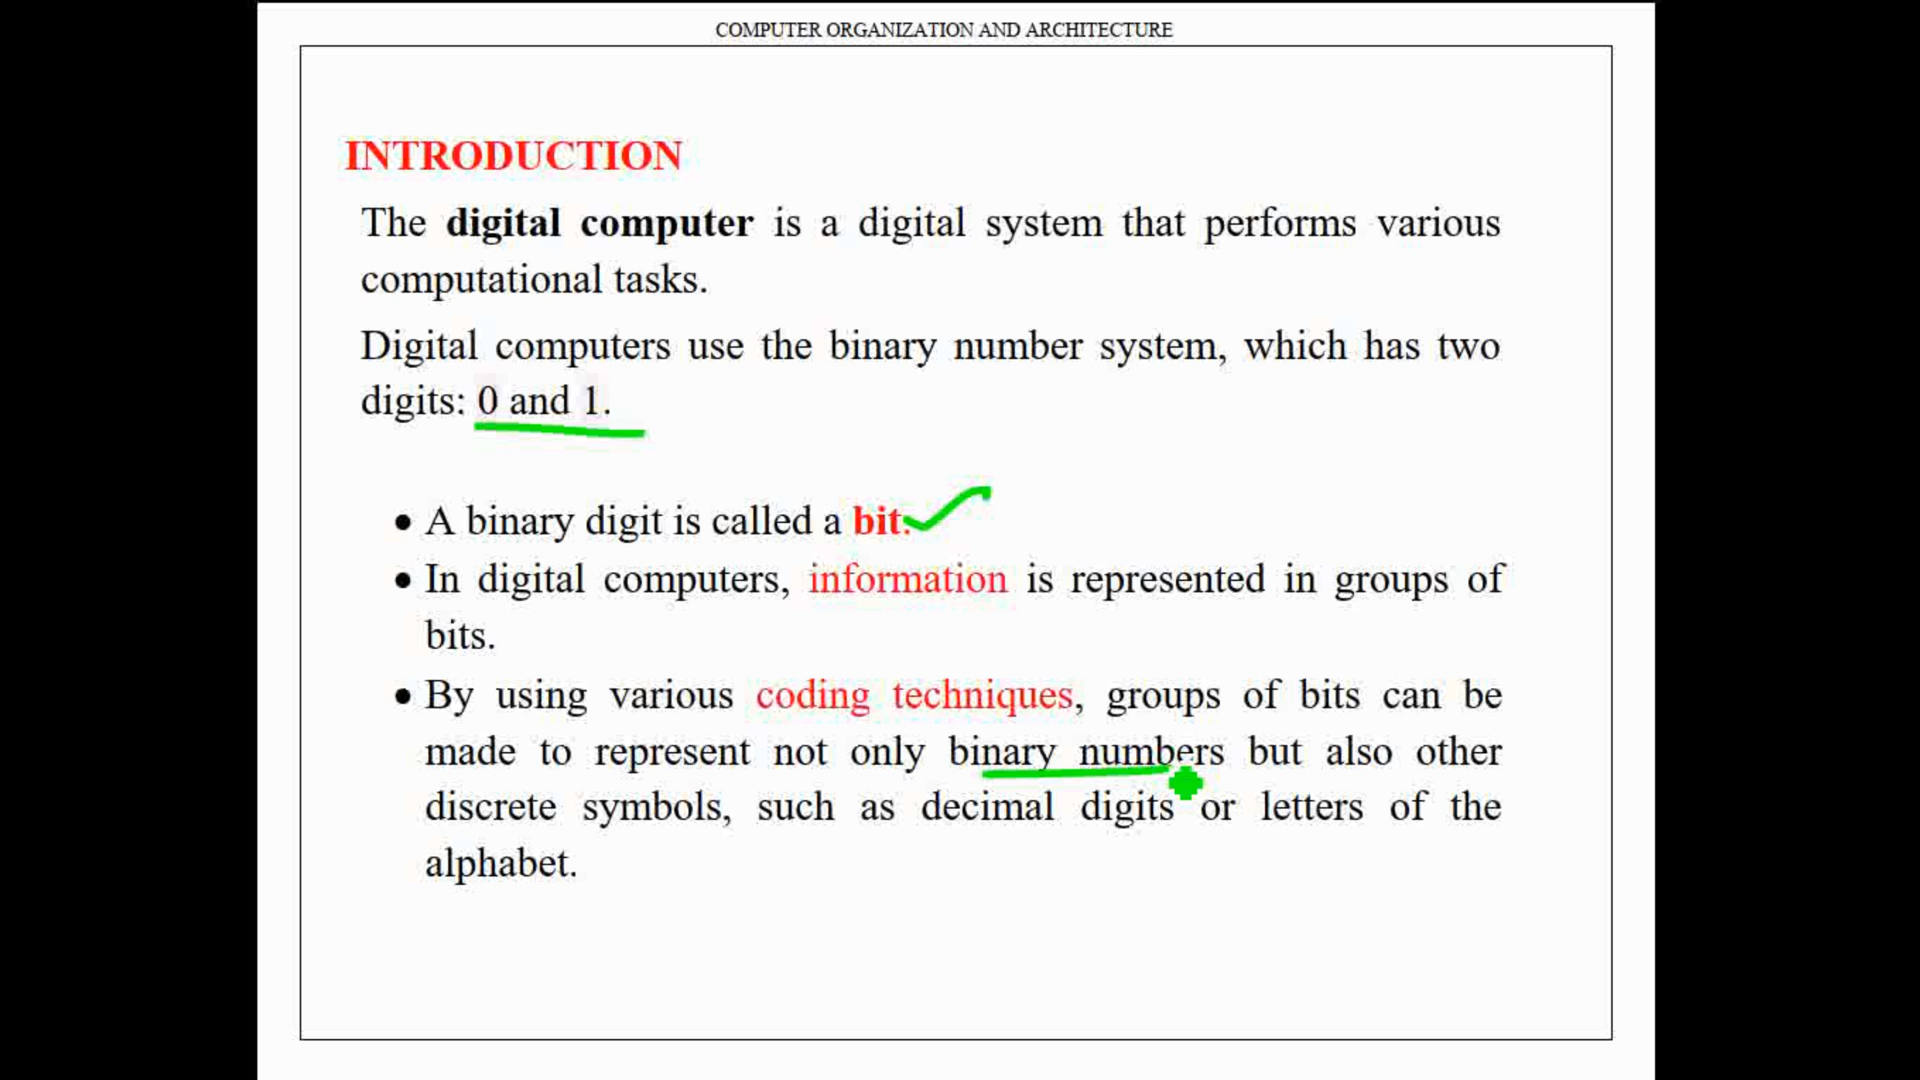 COMPUTER ORGANIZATION AND ARCHITECTURE
INTRODUCTION
The digital computer is a digital system that performs various
computational tasks.
Digital computers use the binary number system, which has two
digits: 0 and 1.
• A binary digit is called a bit.
• In digital computers, information is represented in groups of
bits.
• By using various coding techniques, groups of bits can be
made to represent not only binary numbers but also other
discrete symbols, such as decimal digits or letters of the
alphabet.